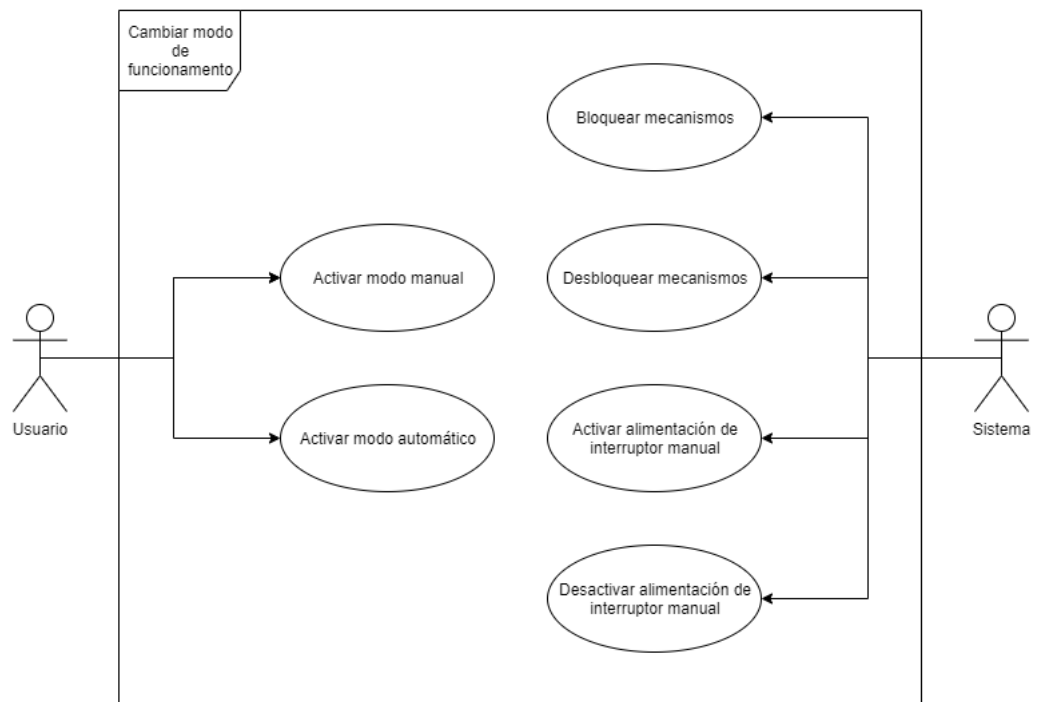 Cambiar modo
de
funcionamento
Bloquear mecanismos
Activar modo manual
Desbloquear mecanismos
Usuario
Activar modo automático
Activar alimentación de
interruptor manual
Sistema
Desactivar alimentación de
interruptor manual